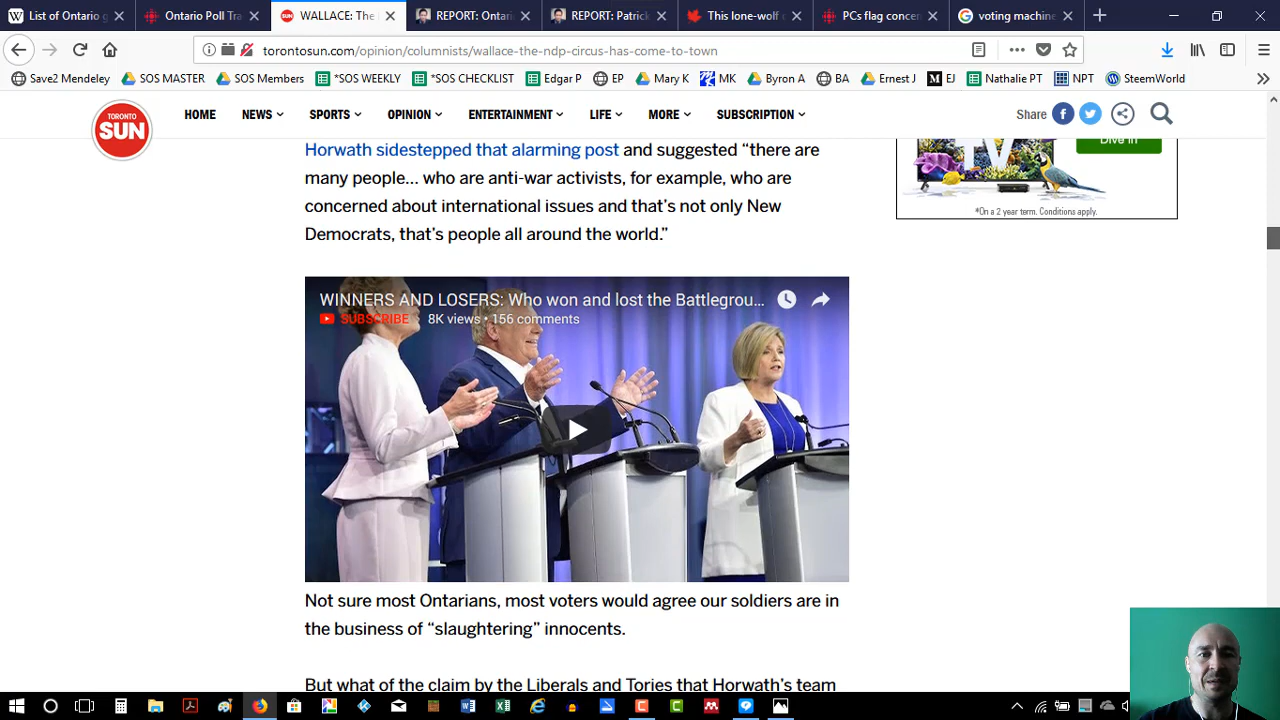 List of Ontario g
Ontario Poll Tra
WALLACE: The
REPORT: Ontari
REPORT: Patrick
This lone-wolf c
PCs flag concer
voting machine
torontosun.com/opinion/columnists/wallace-the-ndp-circus-has-come-to-town
Save2 Mendeley
SOS MASTER
SOS Members
*SOS WEEKLY
*SOS CHECKLIST
Edgar P
EP
Mary K
MK
Byron A
BA
Ernest J
EJ
Nathalie PT
NPT
SteemWorld
TORONTO
SUN
HOME NEWS SPORTS OPINION ENTERTAINMENT LIFE MORE SUBSCRIPTION
Share
Dive in
*On a 2 year term. Conditions apply.
Horwath sidestepped that alarming post and suggested “there are
many people… who are anti-war activists, for example, who are
concerned about international issues and that’s not only New
Democrats, that’s people all around the world.”
WINNERS AND LOSERS: Who won and lost the Battlegrou...
SUBSCRIBE 8K views • 156 comments
Not sure most Ontarians, most voters would agree our soldiers are in
the business of “slaughtering” innocents.
But what of the claim by the Liberals and Tories that Horwath’s team